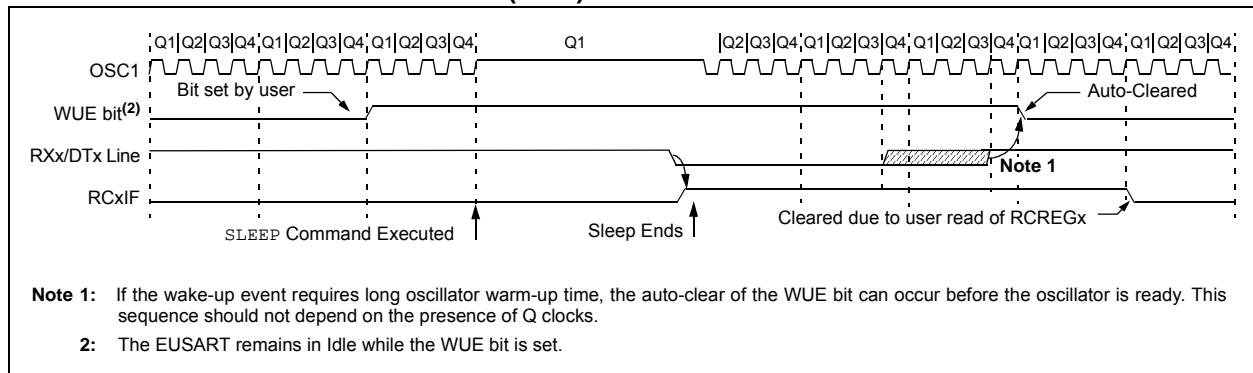 Q1 Q2 Q3 Q4 Q1 Q2 Q3 Q4 Q1 Q2 Q3 Q4 Q1 Q2 Q3 Q4 Q1 Q2 Q3 Q4 Q1 Q2 Q3 Q4 Q1 Q2 Q3 Q4 Q1 Q2 Q3 Q4
OSC1
Bit set by user
Auto-Cleared
WUE bit(2)
RXx/DTx Line
Note 1
RCxIF
Cleared due to user read of RCREGx
SLEEP Command Executed
Sleep Ends
Note 1: If the wake-up event requires long oscillator warm-up time, the auto-clear of the WUE bit can occur before the oscillator is ready. This
sequence should not depend on the presence of Q clocks.
2: The EUSART remains in Idle while the WUE bit is set.